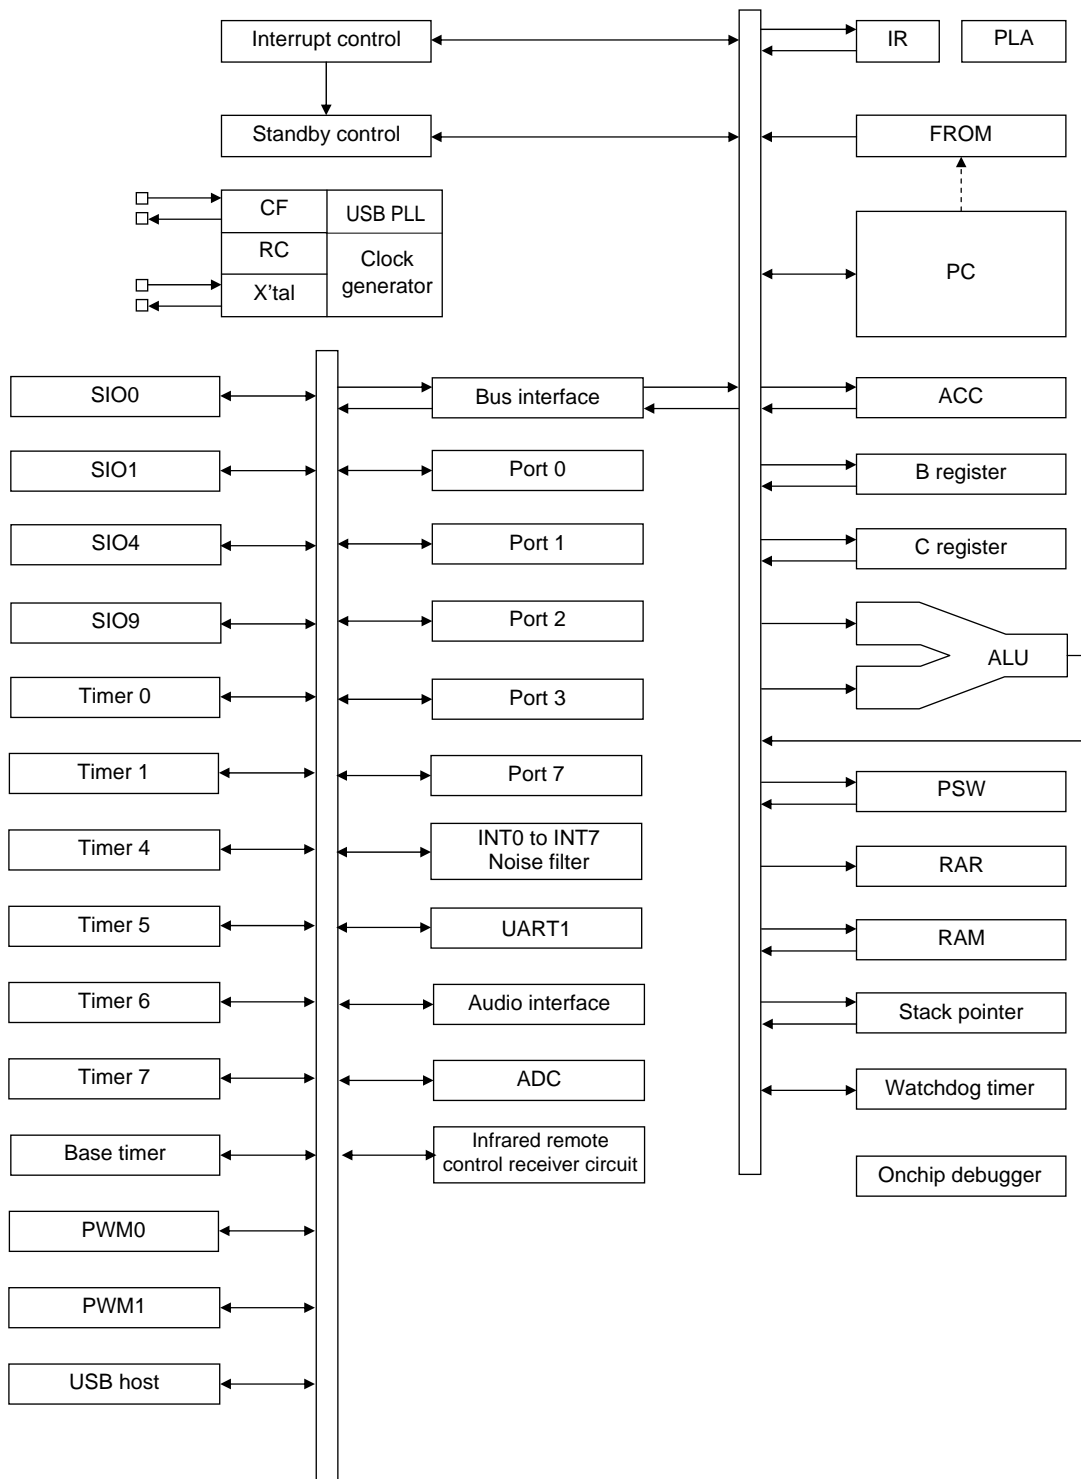 Interrupt control
IR
PLA
Standby control
FROM
CF
USB PLL
RC
Clock
generator
X'tal
PC
SIO0
Bus interface
ACC
SIO1
Port 0
B register
SIO4
Port 1
C register
SIO9
Port 2
ALU
Timer 0
Port 3
Timer 1
Port 7
PSW
Timer 4
INT0 to INT7
Noise filter
RAR
Timer 5
UART1
RAM
Timer 6
Audio interface
Stack pointer
Timer 7
ADC
Watchdog timer
Base timer
Infrared remote
control receiver circuit
Onchip debugger
PWM0
PWM1
USB host